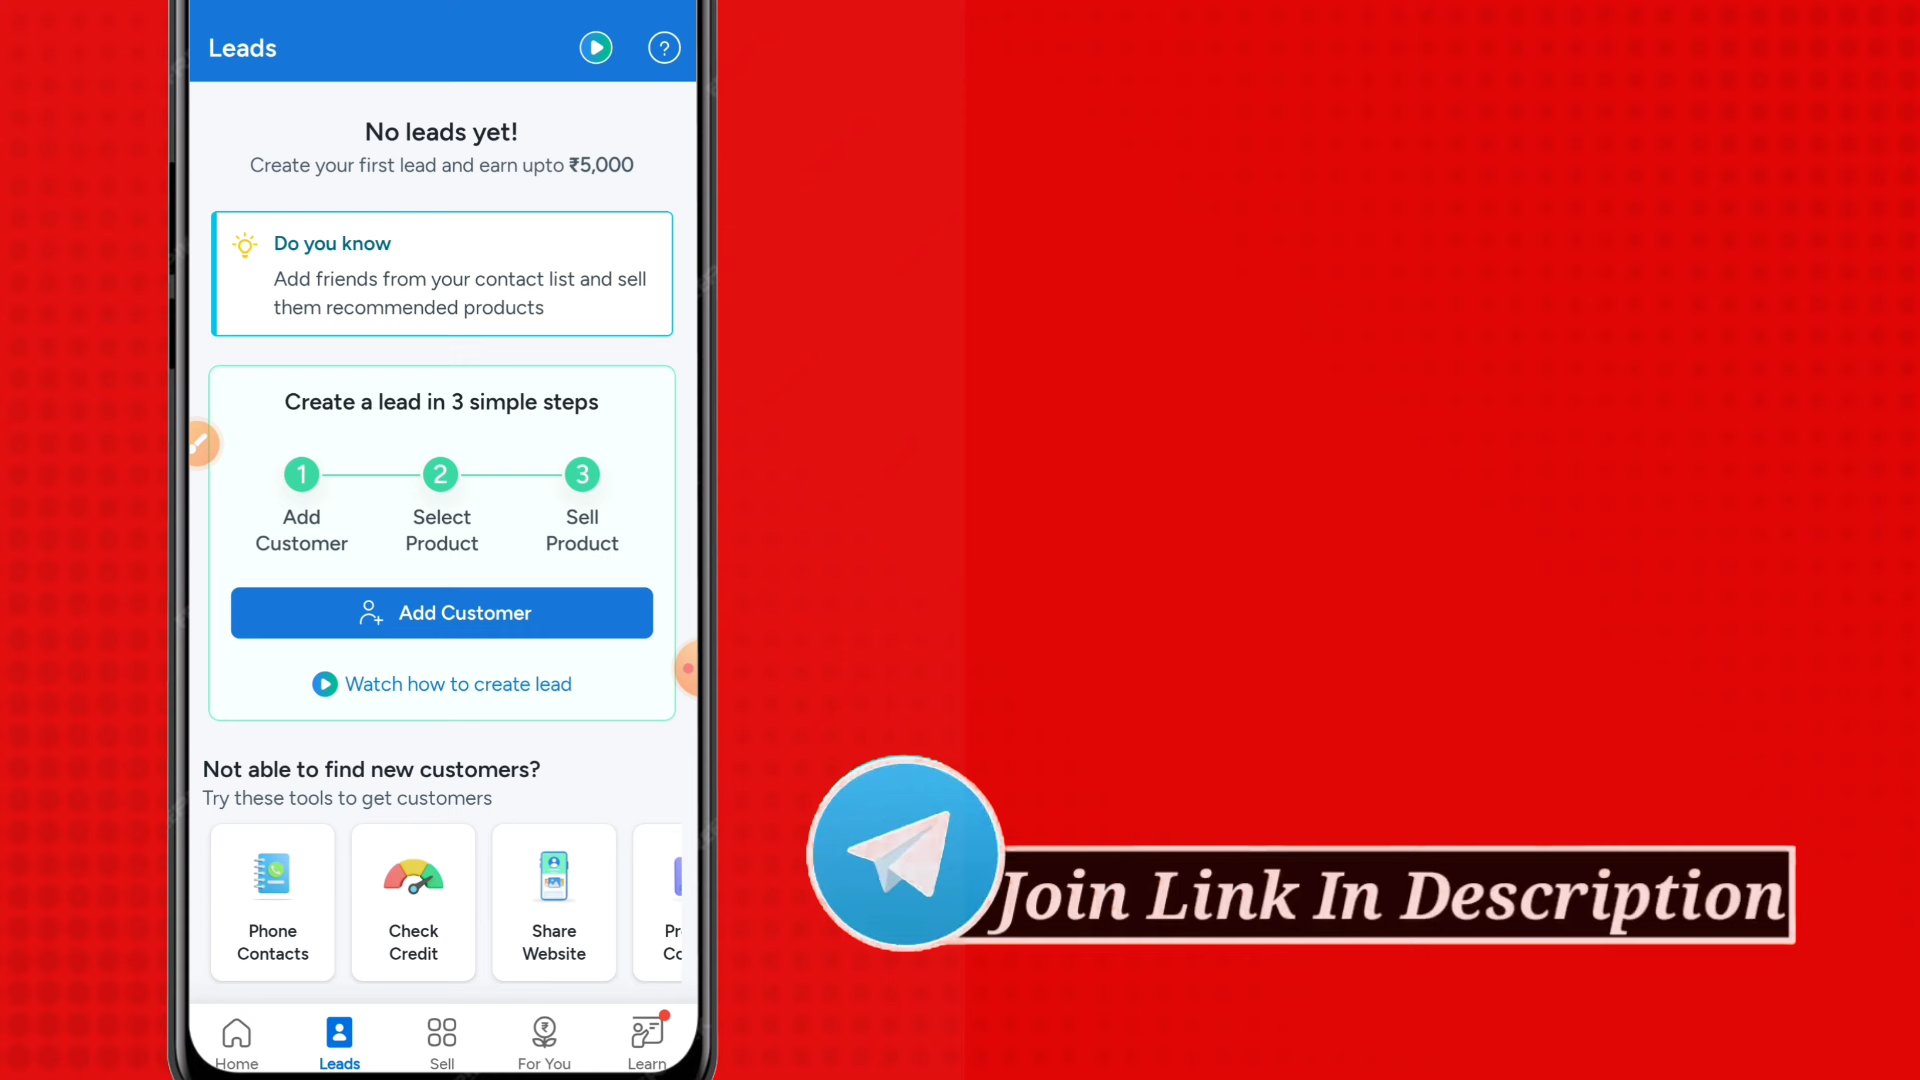 Leads
?
No leads yet!
Create your first lead and earn upto ₹5,000
Do you know
Add friends from your contact list and sell
them recommended products
Create a lead in 3 simple steps
1 2 3
Add Customer
Select Product
Sell Product
Add Customer
Watch how to create lead
Not able to find new customers?
Try these tools to get customers
Phone Contacts
Check Credit
Share Website
Home Leads Sell For You Learn
Join Link In Description